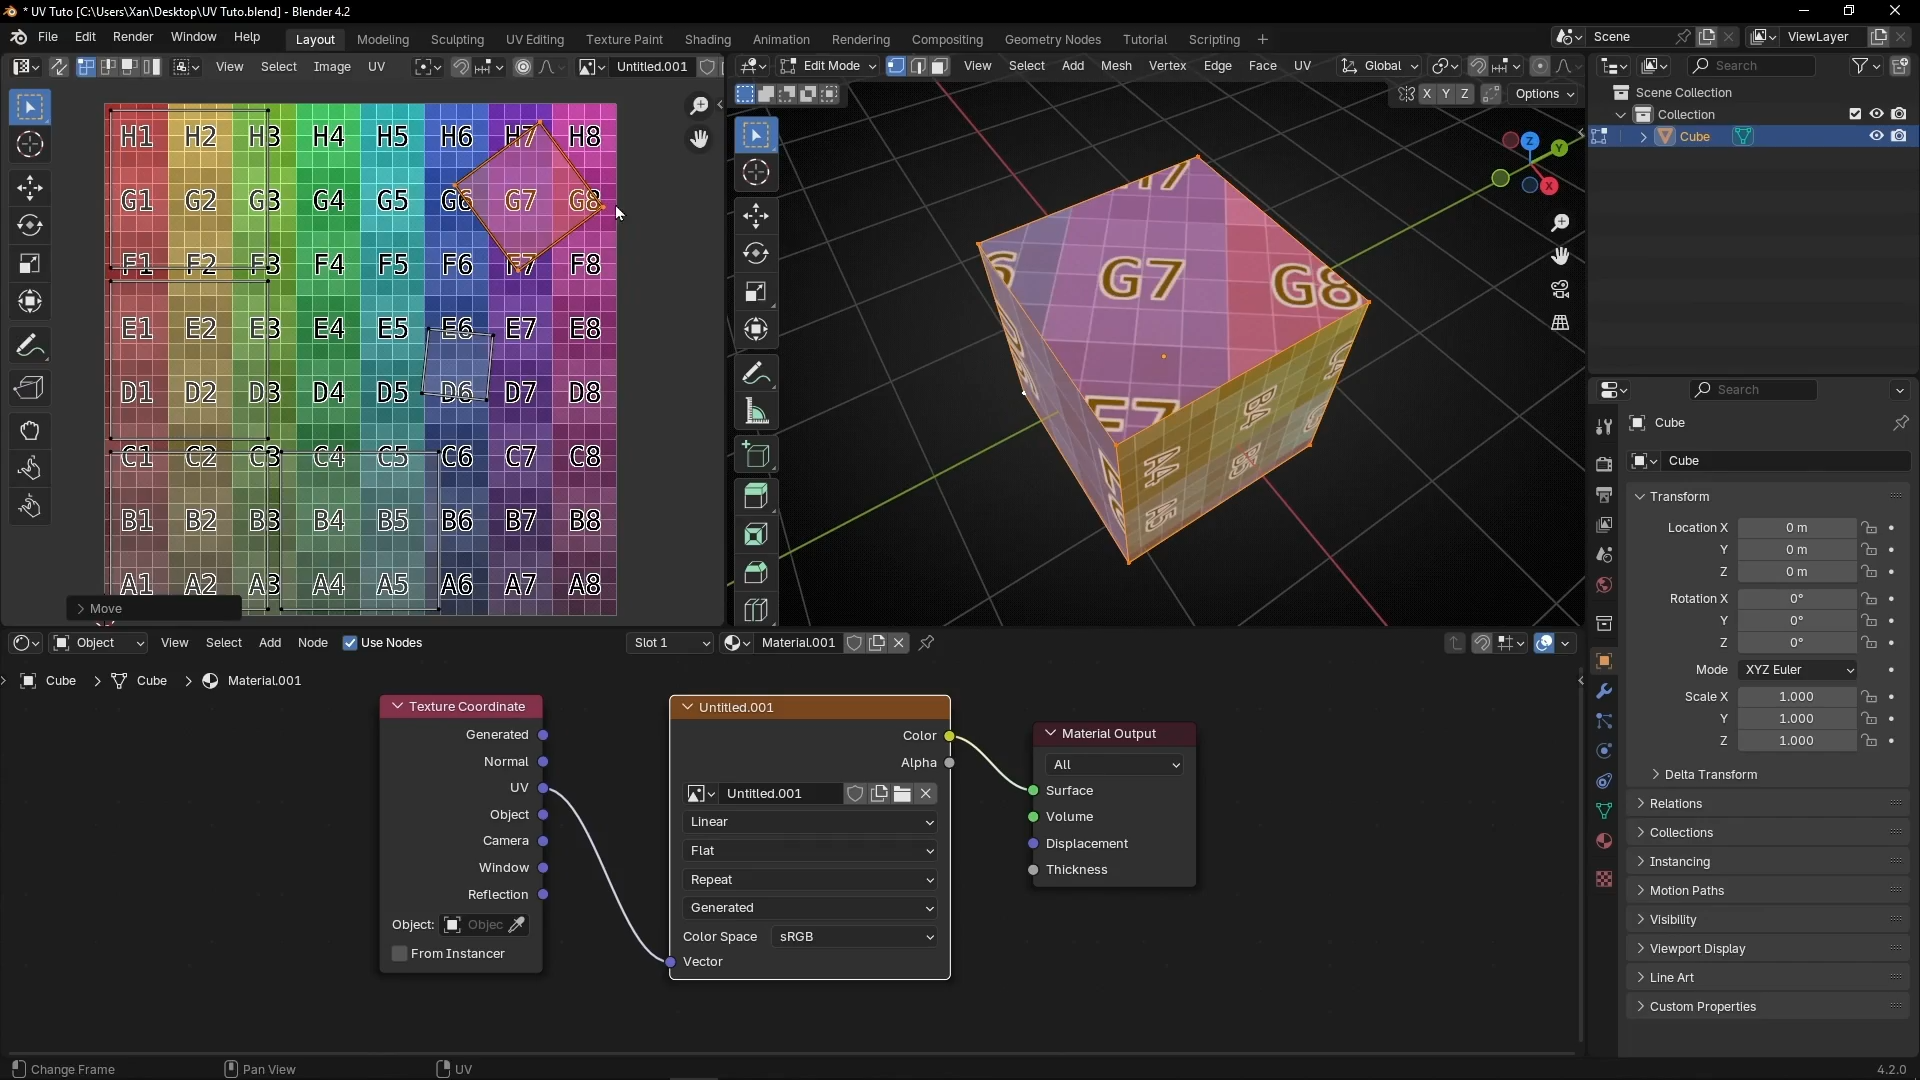 * UV Tuto [C:\Users\Xan\Desktop\UV Tuto.blend] - Blender 4.2
File Edit Render Window Help Layout Modeling Sculpting UV Editing Texture Paint Shading Animation Rendering Compositing Geometry Nodes Tutorial Scripting + Scene ViewLayer
View Select Image UV Untitled.001
Edit Mode View Select Add Mesh Vertex Edge Face UV Global
Search
X Y Z Options
Scene Collection
Collection
Cube
H1 H2 H3 H4 H5 H6 H7 H8
G1 G2 G3 G4 G5 G6 G7 G8
F1 F2 F3 F4 F5 F6 F7 F8
E1 E2 E3 E4 E5 E6 E7 E8
D1 D2 D3 D4 D5 D6 D7 D8
C1 C2 C3 C4 C5 C6 C7 C8
B1 B2 B3 B4 B5 B6 B7 B8
A1 A2 A3 A4 A5 A6 A7 A8
Move
Z Y X
G7 G8
A4 B4
A5 B5
Search
Cube
Cube
Transform
Location X 0 m
Y 0 m
Z 0 m
Rotation X 0°
Y 0°
Z 0°
Mode XYZ Euler
Scale X 1.000
Y 1.000
Z 1.000
Delta Transform
Relations
Collections
Instancing
Motion Paths
Visibility
Viewport Display
Line Art
Custom Properties
Object View Select Add Node Use Nodes Slot 1 Material.001
Cube > Cube > Material.001
Texture Coordinate
Generated
Normal
UV
Object
Camera
Window
Reflection
Object: Objec
From Instancer
Untitled.001
Color
Alpha
Untitled.001
Linear
Flat
Repeat
Generated
Color Space sRGB
Vector
Material Output
All
Surface
Volume
Displacement
Thickness
Change Frame Pan View UV 4.2.0